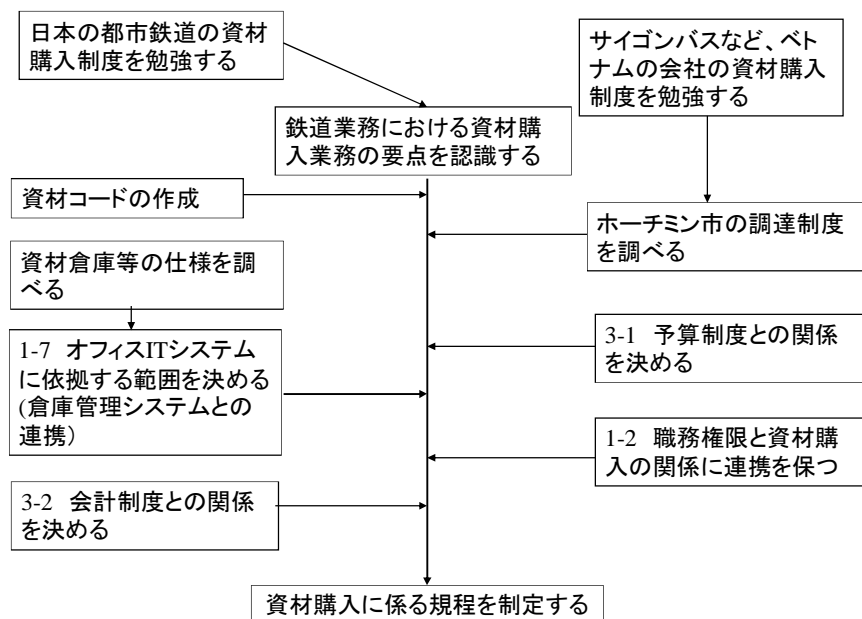 日本の都市鉄道の資材
購入制度を勉強する
サイゴンバスなど、ベト
ナムの会社の資材購入
制度を勉強する
鉄道業務における資材購
入業務の要点を認識する
資材コードの作成
ホーチミン市の調達制度
を調べる
資材倉庫等の仕様を調
べる
1-7 オフィスITシステム
に依拠する範囲を決める
(倉庫管理システムとの
連携)
3-1 予算制度との関係
を決める
1-2 職務権限と資材購
入の関係に連携を保つ
3-2 会計制度との関係
を決める
資材購入に係る規程を制定する